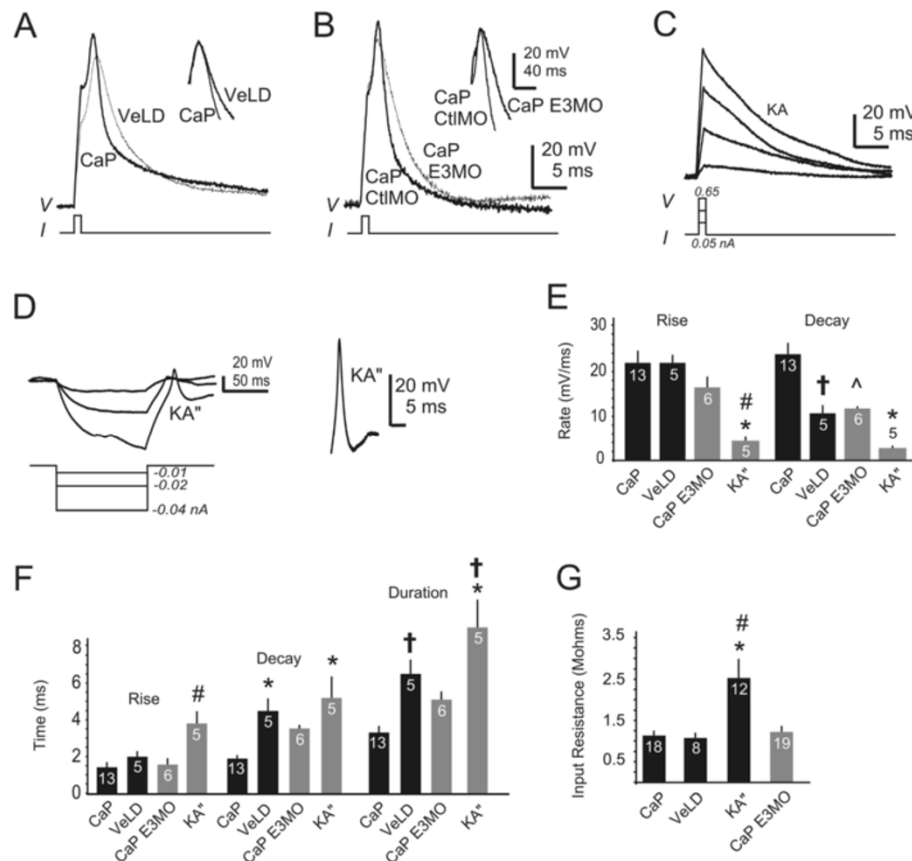 A
VeLD
CaP
VeLD
CaP
V
I
B
20 mV
40 ms
CaP
CtlMO
CaP E3MO
CaP
E3MO
CaP
CtlMO
20 mV
5 ms
V
I
C
KA
20 mV
5 ms
V
0.65
I
0.05 nA
D
20 mV
50 ms
KA"
-0.01
-0.02
-0.04 nA
KA"
20 mV
5 ms
E
Rise
Decay
Rate (mV/ms)
30
20
10
0
13
5
6
#
*
5
13
†
5
^
6
*
5
CaP
VeLD
CaP E3MO
KA"
CaP
VeLD
CaP E3MO
KA"
F
Rise
Decay
Duration
Time (ms)
8
6
4
2
0
13
5
6
#
5
13
*
5
6
*
5
13
†
5
6
†
*
5
CaP
VeLD
CaP E3MO
KA"
CaP
VeLD
CaP E3MO
KA"
CaP
VeLD
CaP E3MO
KA"
G
Input Resistance (Mohms)
3.5
2.5
1.5
0.5
18
8
#
*
12
19
CaP
VeLD
KA"
CaP E3MO